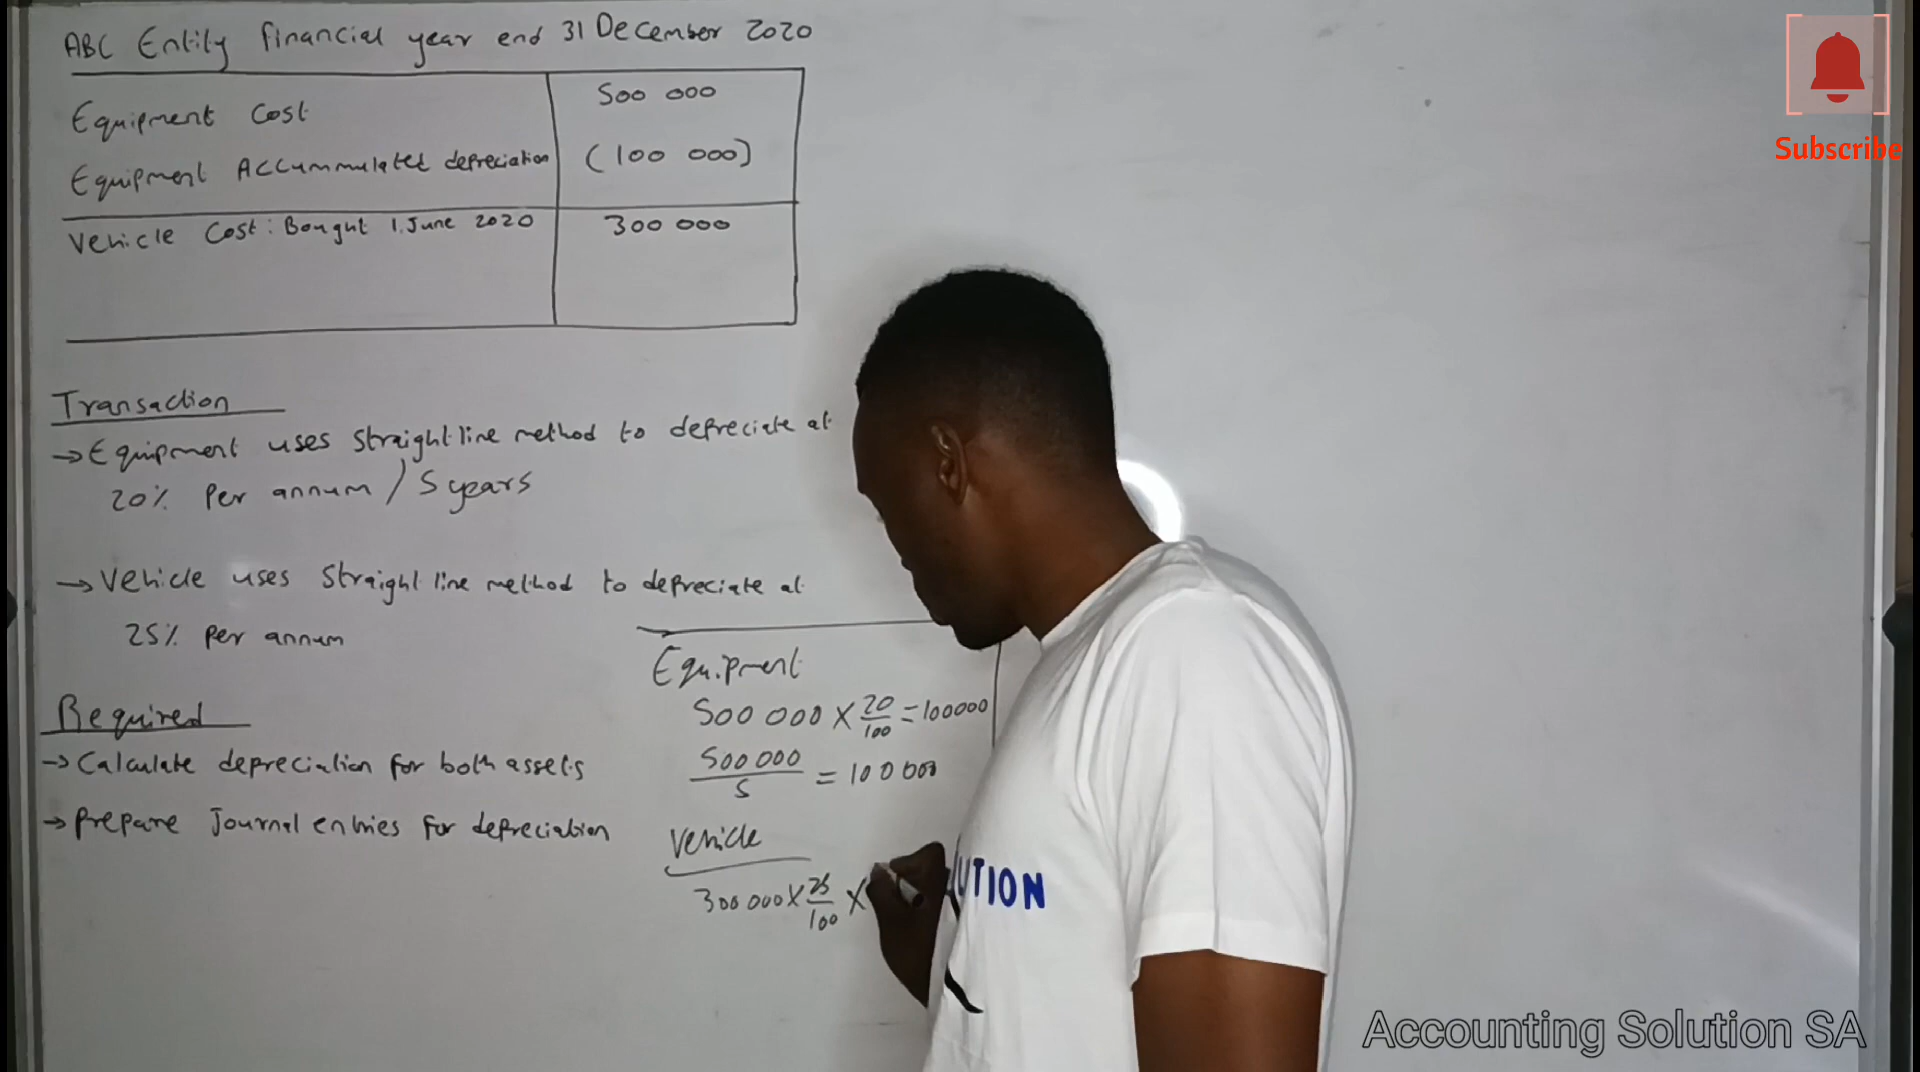 ABC Entity financial year end 31 December 2020
Equipment Cost 500 000
Equipment Accummulated depreciation (100 000)
Vehicle Cost: Bought 1 June 2020 300 000
Transaction
→ Equipment uses straight line method to depreciate at
20% Per annum / 5 years
→ Vehicle uses straight line method to depreciate at
25% Per annum
Required
→ Calculate depreciation for both assets
→ Prepare Journal entries for depreciation
Equipment
500 000 X 20/100 = 100000
500 000/5 = 100 000
Vehicle
300 000 X 25/100 X
UTION
Subscribe
Accounting Solution SA